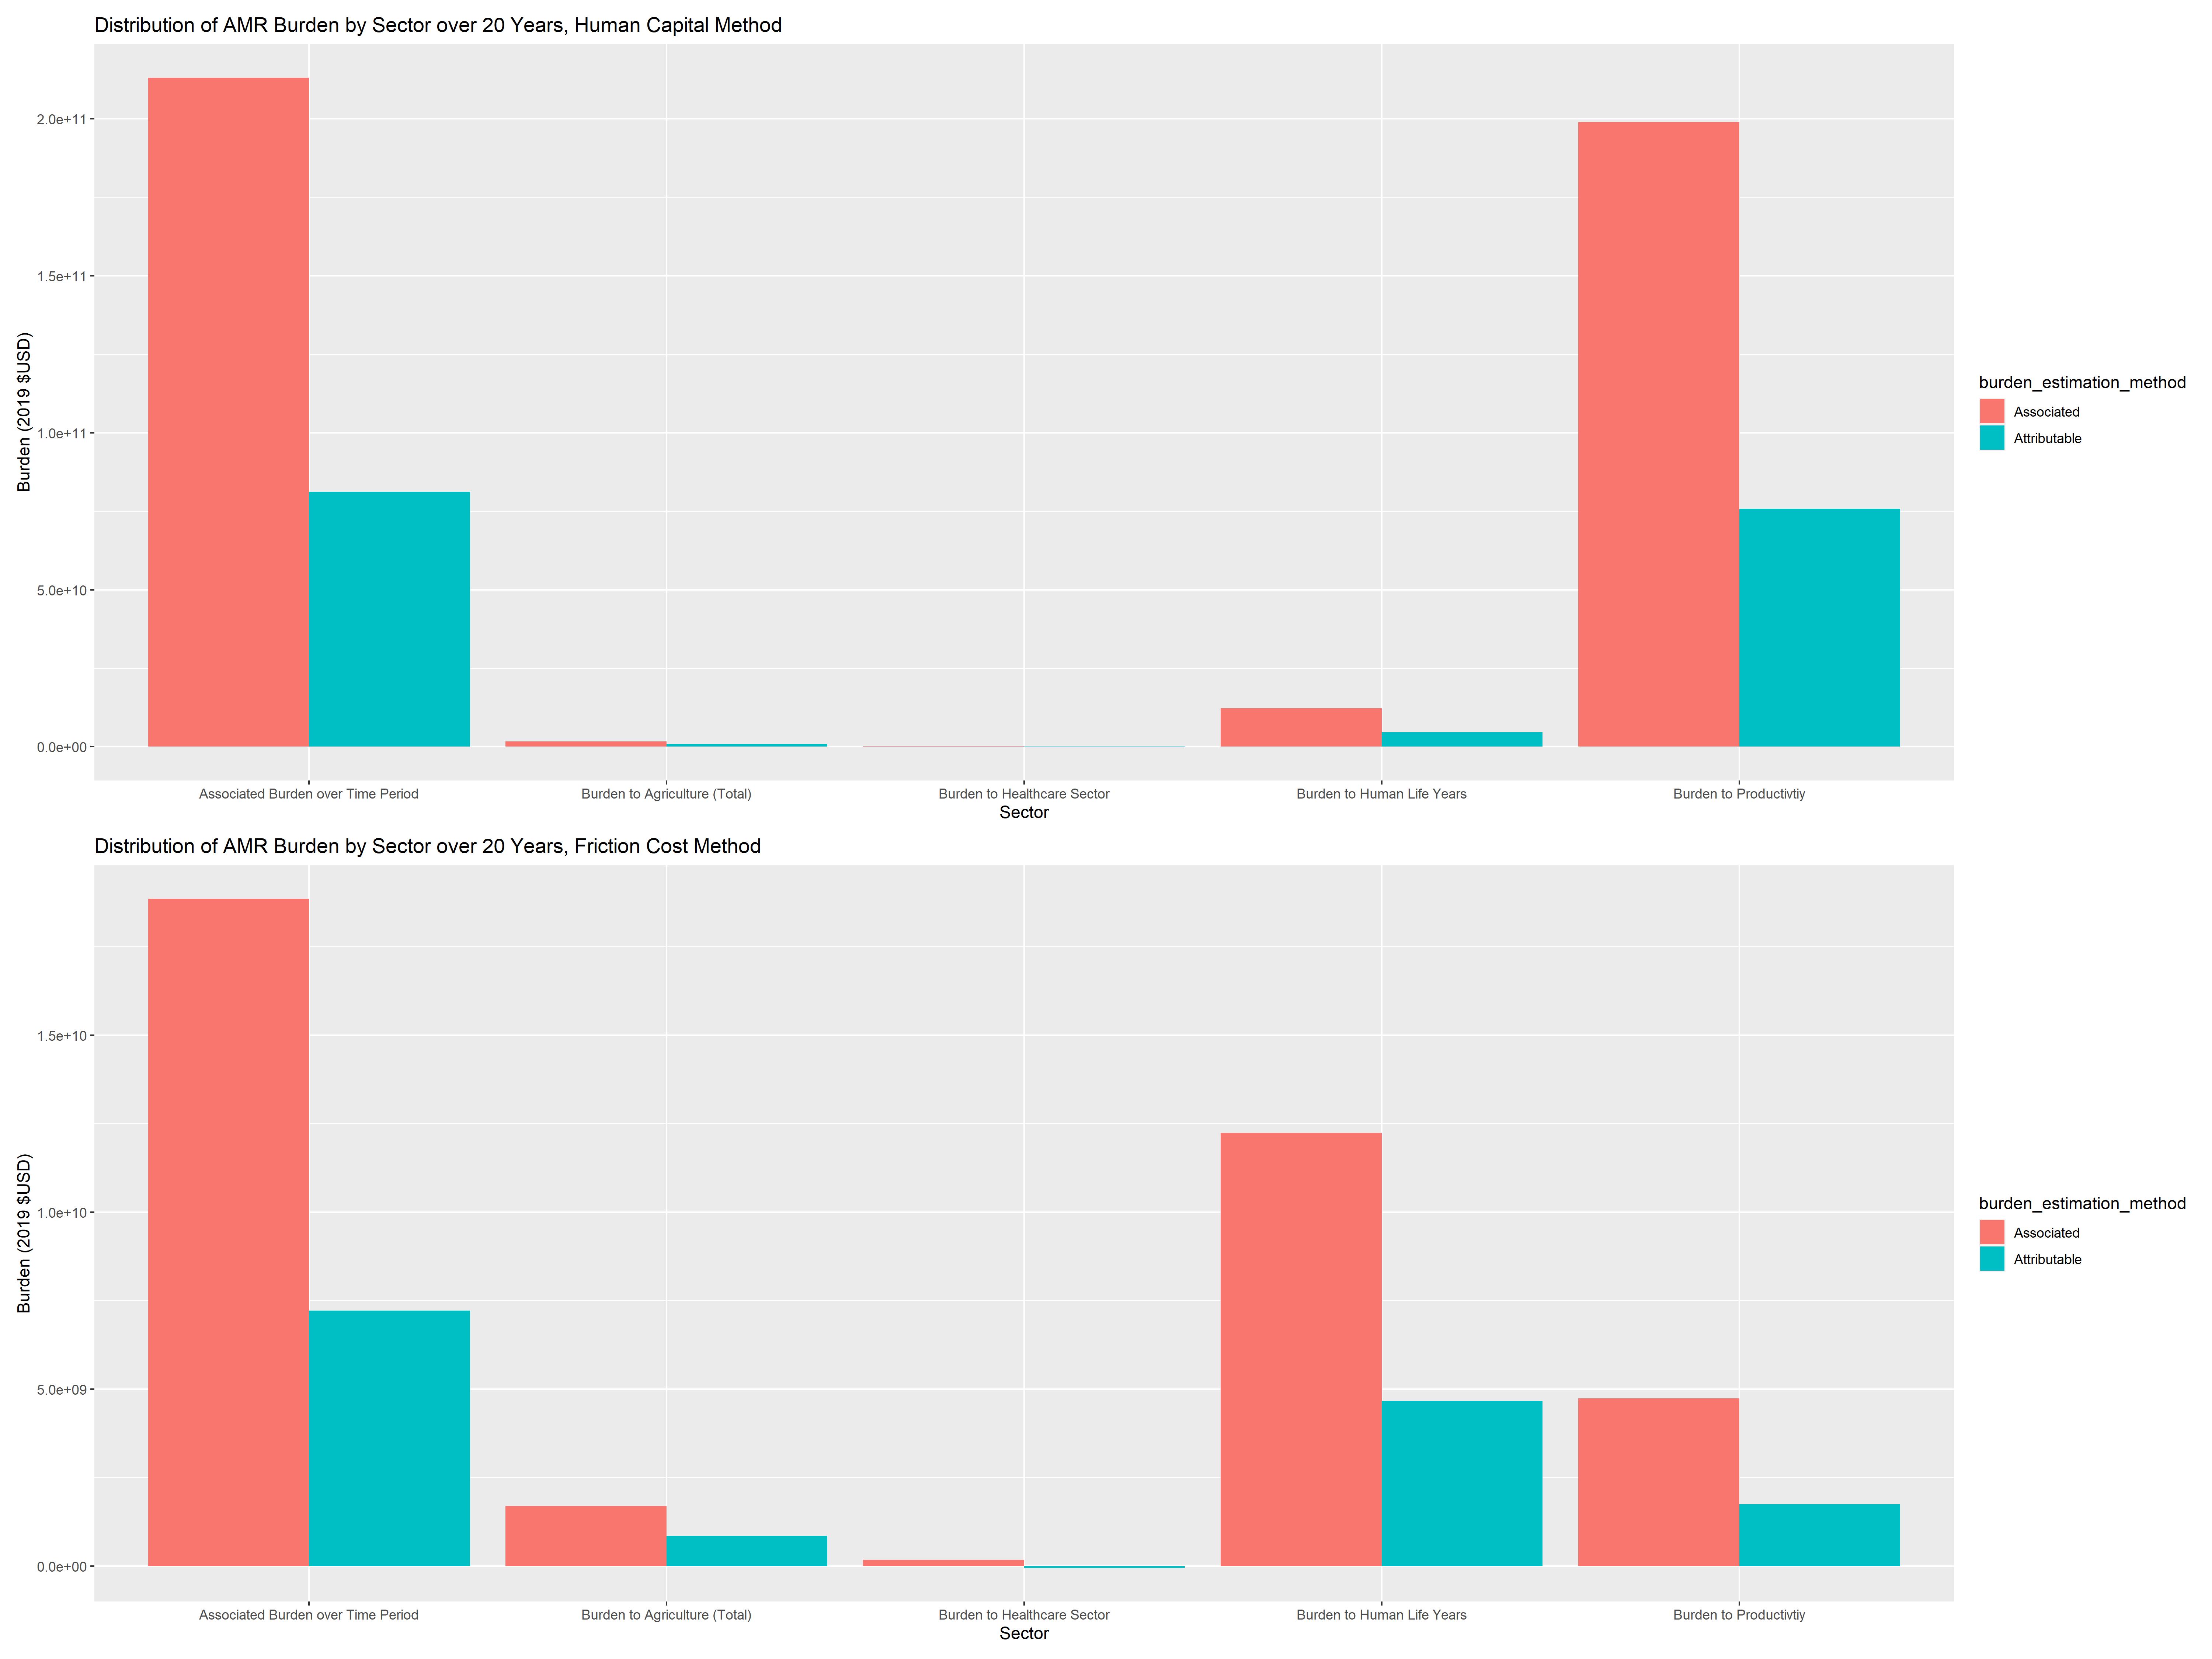 Distribution of AMR Burden by Sector over 20 Years, Human Capital Method
Burden (2019 $USD)
2.0e+11
1.5e+11
1.0e+11
5.0e+10
0.0e+00
Associated Burden over Time Period
Burden to Agriculture (Total)
Burden to Healthcare Sector
Burden to Human Life Years
Burden to Productivtiy
Sector
burden_estimation_method
Associated
Attributable
Distribution of AMR Burden by Sector over 20 Years, Friction Cost Method
Burden (2019 $USD)
1.5e+10
1.0e+10
5.0e+09
0.0e+00
Associated Burden over Time Period
Burden to Agriculture (Total)
Burden to Healthcare Sector
Burden to Human Life Years
Burden to Productivtiy
Sector
burden_estimation_method
Associated
Attributable